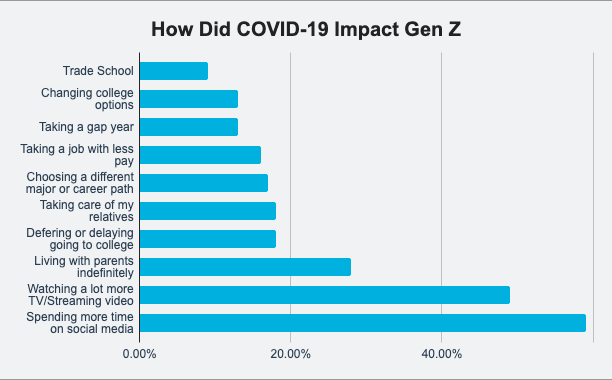 How Did COVID-19 Impact Gen Z
Trade School
Changing college
options
Taking a gap year
Taking a job with less
pay
Choosing a different
major or career path
Taking care of my
relatives
Defering or delaying
going to college
Living with parents
indefinitely
Watching a lot more
TV/Streaming video
Spending more time
on social media
0.00% 20.00% 40.00%